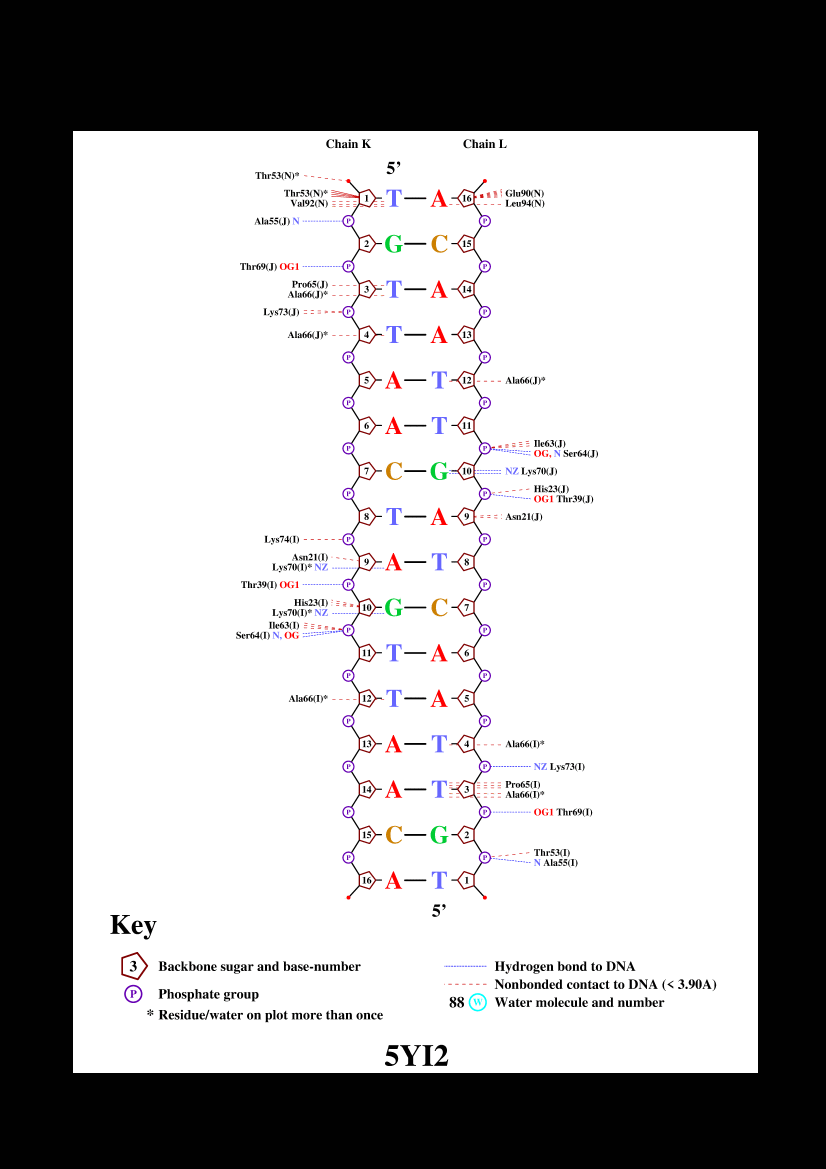 Chain K Chain L
5’
Thr53(N)*
Thr53(N)* 1 T A 16 Glu90(N)
Val92(N) Leu94(N)
Ala55(J) N P P
2 G C 15
Thr69(J) OG1 P P
Pro65(J)
3 T A 14
Ala66(J)*
Lys73(J) P P
Ala66(J)* 4 T A 13
P P
5 A T 12 Ala66(J)*
P P
6 A T 11
Ile63(J)
P P
OG, N Ser64(J)
7 C G 10 NZ Lys70(J)
His23(J)
P P
OG1 Thr39(J)
8 T A 9 Asn21(J)
Lys74(I) P P
Asn21(I)
9 A T 8
Lys70(I)* NZ
Thr39(I) OG1 P P
His23(I)
10 G C 7
Lys70(I)* NZ
Ile63(I)
P P
Ser64(I) N, OG
11 T A 6
P P
Ala66(I)* 12 T A 5
P P
13 A T 4 Ala66(I)*
P P NZ Lys73(I)
Pro65(I)
14 A T 3
Ala66(I)*
P P OG1 Thr69(I)
15 C G 2
Thr53(I)
P P
N Ala55(I)
16 A T 1
5’
Key
3 Backbone sugar and base-number
P Phosphate group
* Residue/water on plot more than once
Hydrogen bond to DNA
Nonbonded contact to DNA (< 3.90A)
88 W Water molecule and number
5YI2